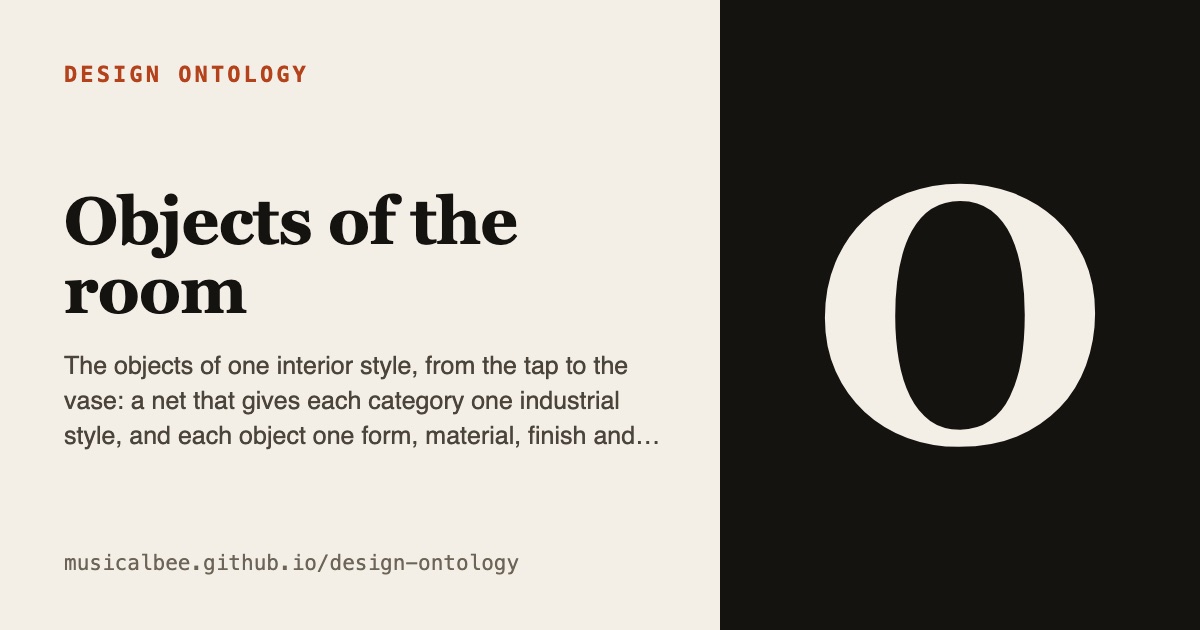 DESIGN ONTOLOGY
Objects of the
room
The objects of one interior style, from the tap to the
vase: a net that gives each category one industrial
style, and each object one form, material, finish and…
musicalbee.github.io/design-ontology
O